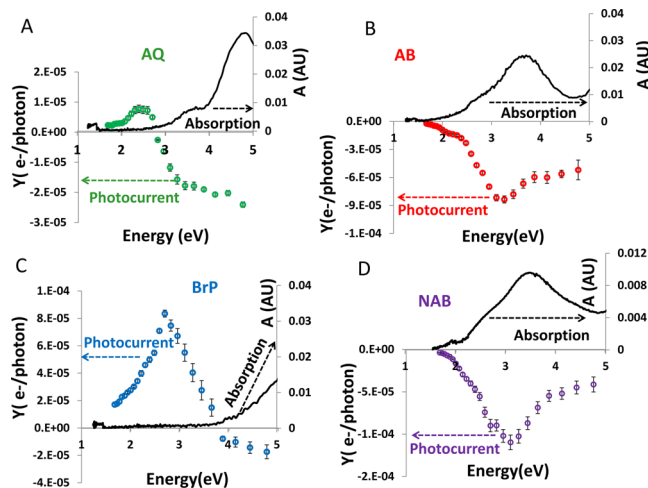 A
AQ
0.04
0.03
0.02
0.01
0
A (AU)
2.E-05
1.E-05
0.E+00
-1.E-05
-2.E-05
-3.E-05
Y( e-/photon)
1
2
3
4
5
Absorption
Photocurrent
Energy (eV)
B
AB
0.04
0.03
0.02
0.01
0
A (AU)
0.E+00
-3.E-05
-6.E-05
-9.E-05
-1.E-04
Y(e-/photon)
1
2
3
4
5
Absorption
Photocurrent
Energy(eV)
C
BrP
0.04
0.03
0.02
0.01
0
A (AU)
1.E-04
8.E-05
6.E-05
4.E-05
2.E-05
0.E+00
-2.E-05
-4.E-05
Y( e-/photon)
1
2
3
4
5
Photocurrent
Absorption
Energy(eV)
D
NAB
0.012
0.008
0.004
0
A (AU)
0.E+00
-5.E-05
-1.E-04
-2.E-04
Y( e-/photon)
1
2
3
4
5
Absorption
Photocurrent
Energy(eV)